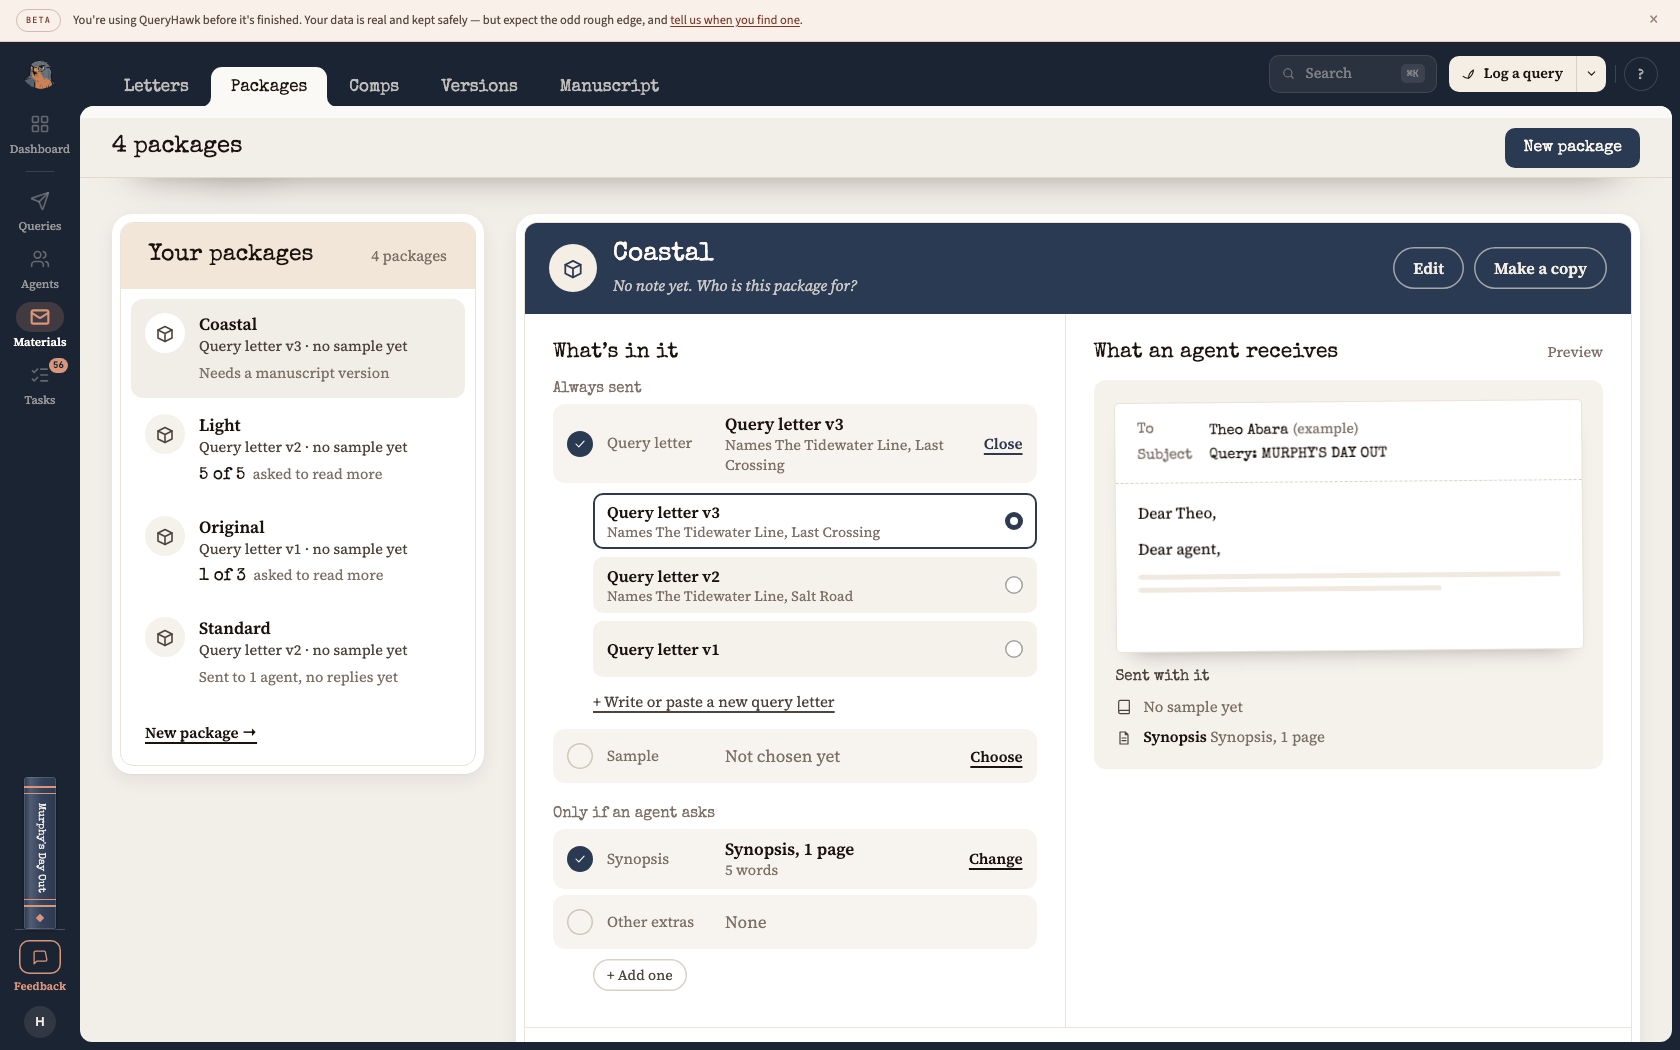 BETA
You're using QueryHawk before it's finished. Your data is real and kept safely — but expect the odd rough edge, and tell us when you find one.
×
Letters
Packages
Comps
Versions
Manuscript
Search
⌘K
Log a query
?
Dashboard
Queries
Agents
Materials
56
Tasks
Murphy's Day Out
Feedback
H
4 packages
New package
Your packages
4 packages
Coastal
Query letter v3 · no sample yet
Needs a manuscript version
Light
Query letter v2 · no sample yet
5 of 5 asked to read more
Original
Query letter v1 · no sample yet
1 of 3 asked to read more
Standard
Query letter v2 · no sample yet
Sent to 1 agent, no replies yet
New package →
Coastal
No note yet. Who is this package for?
Edit
Make a copy
What's in it
Always sent
Query letter
Query letter v3
Names The Tidewater Line, Last
Crossing
Close
Query letter v3
Names The Tidewater Line, Last Crossing
Query letter v2
Names The Tidewater Line, Salt Road
Query letter v1
+ Write or paste a new query letter
Sample
Not chosen yet
Choose
Only if an agent asks
Synopsis
Synopsis, 1 page
5 words
Change
Other extras
None
+ Add one
What an agent receives
Preview
To Theo Abara (example)
Subject Query: MURPHY'S DAY OUT
Dear Theo,
Dear agent,
Sent with it
No sample yet
Synopsis Synopsis, 1 page